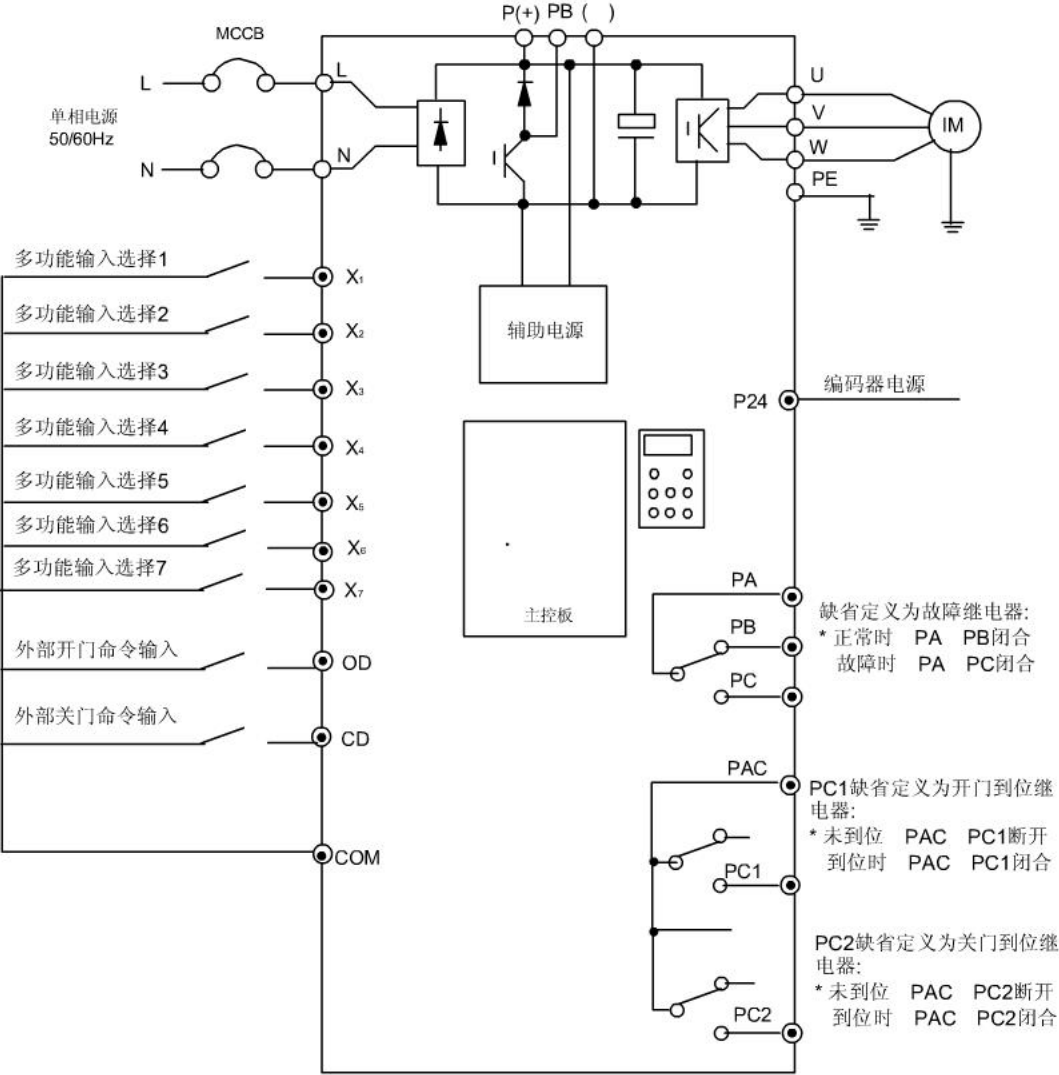 P(+) PB ( )
MCCB
L
L
单相电源
50/60Hz
N
N
U
V
W
PE
IM
多功能输入选择1
X1
多功能输入选择2
X2
多功能输入选择3
X3
多功能输入选择4
X4
多功能输入选择5
X5
多功能输入选择6
X6
多功能输入选择7
X7
辅助电源
P24
编码器电源
主控板
外部开门命令输入
OD
外部关门命令输入
CD
COM
PA
PB
PC
缺省定义为故障继电器:
* 正常时 PA PB闭合
故障时 PA PC闭合
PAC
PC1
PC1缺省定义为开门到位继
电器:
* 未到位 PAC PC1断开
到位时 PAC PC1闭合
PC2
PC2缺省定义为关门到位继
电器:
* 未到位 PAC PC2断开
到位时 PAC PC2闭合